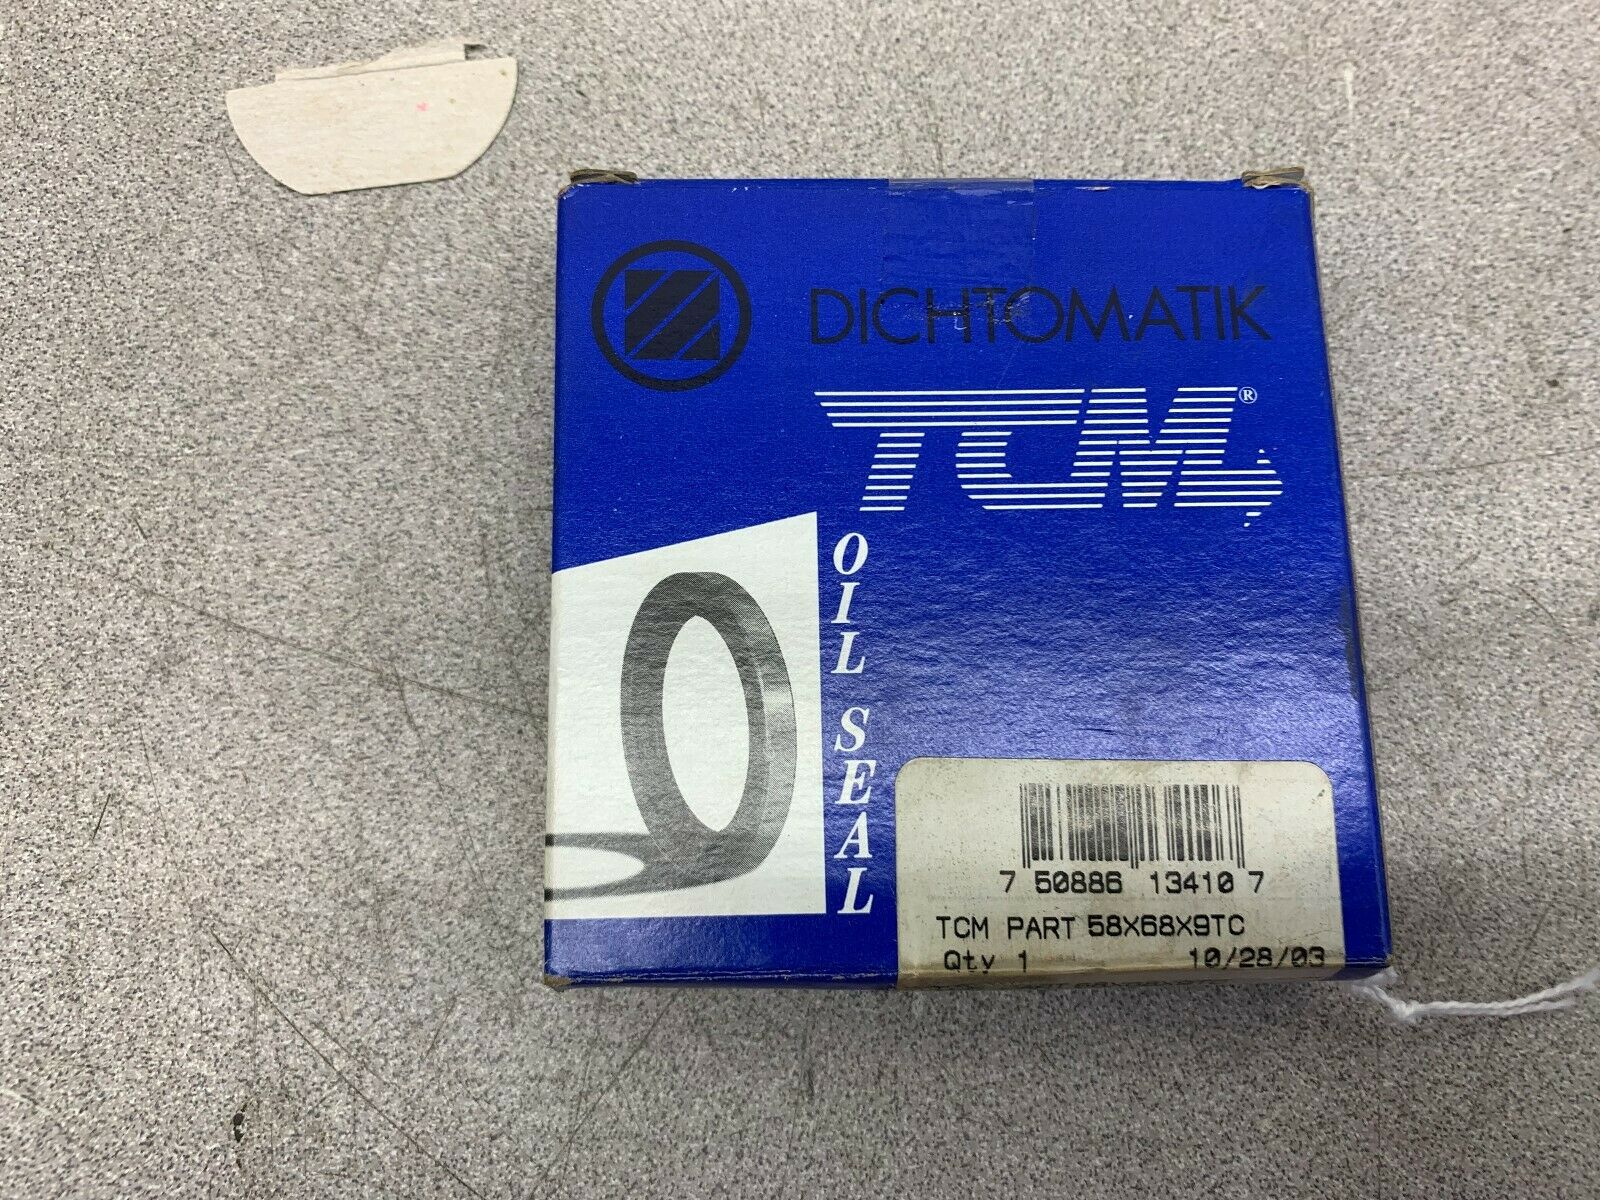 DICHTOMATIK
TCM®
OIL SEAL
7 50886 13410 7
TCM PART 58X68X9TC
Qty 1 10/28/03